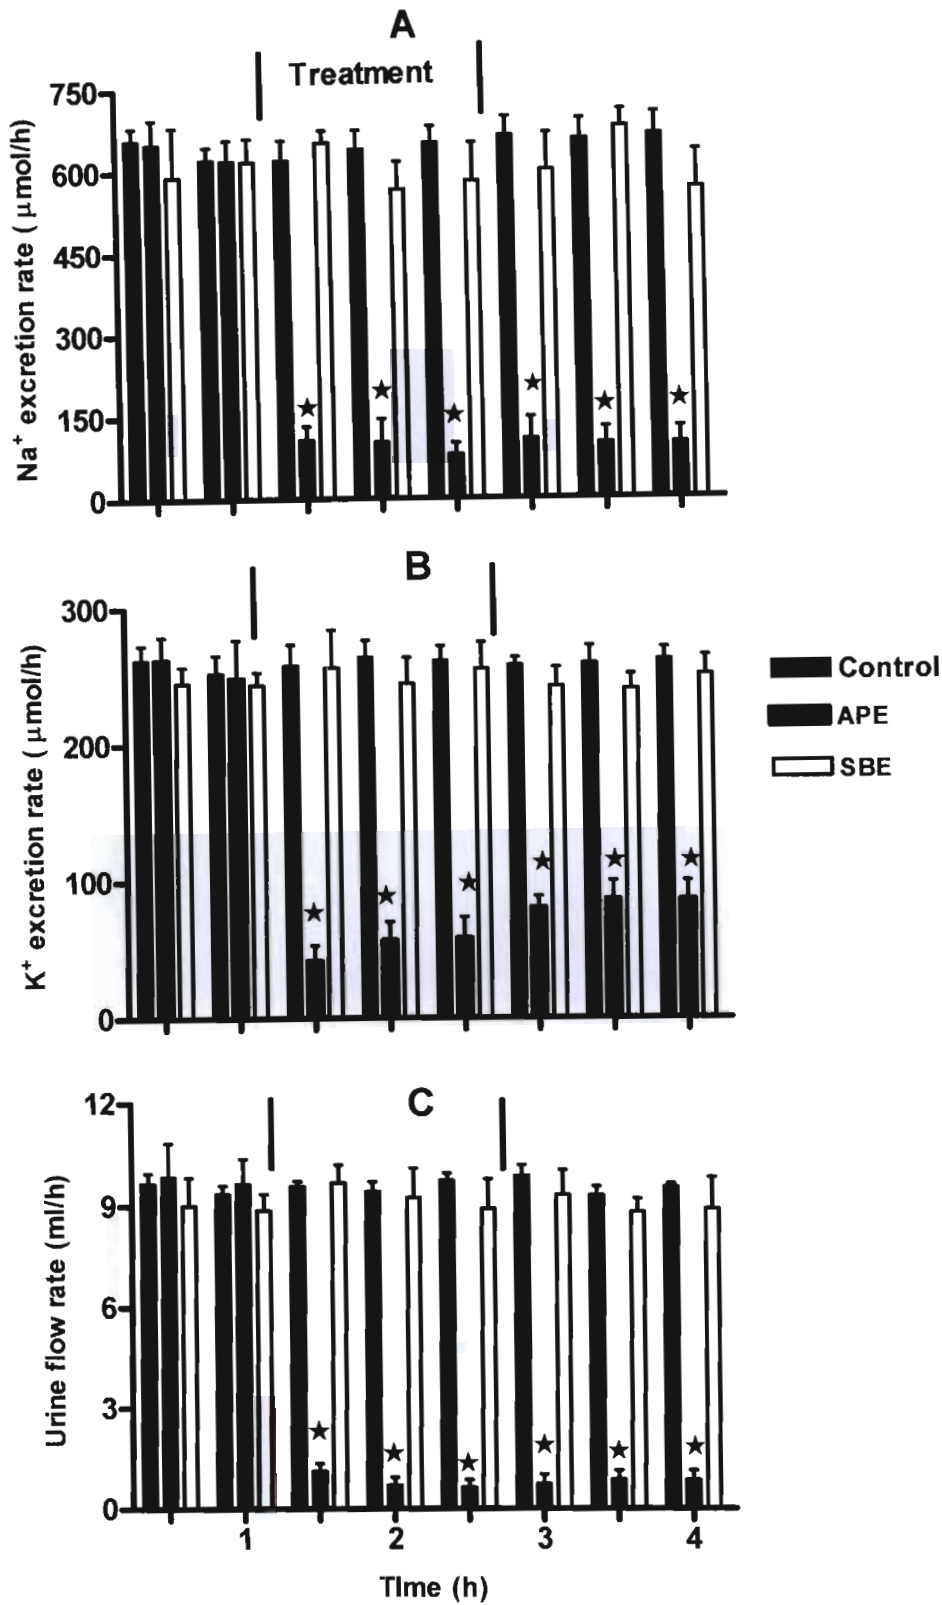 A
Treatment
750
600
450
300
150
0
Na+ excretion rate ( μmol/h)
B
300
200
100
0
K+ excretion rate ( μmol/h)
Control
APE
SBE
C
12
9
6
3
0
Urine flow rate (ml/h)
1 2 3 4
TIme (h)